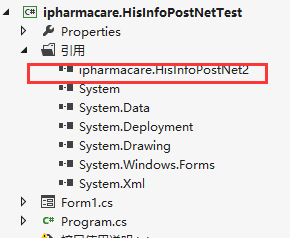 ipharmacare.HisInfoPostNetTest
Properties
引用
ipharmacare.HisInfoPostNet2
System
System.Data
System.Deployment
System.Drawing
System.Windows.Forms
System.Xml
Form1.cs
Program.cs